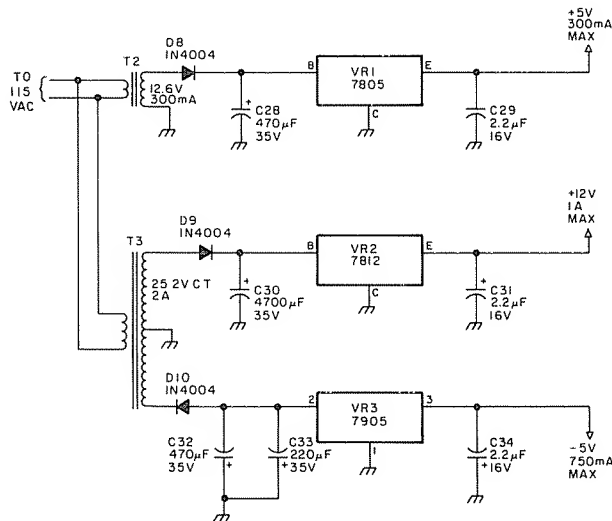 +5V
300mA
MAX
D8
1N4004
T2
TO
115
VAC
12.6V
300mA
B
VR1
7805
E
C
C28
470µF
35V
+
C29
2.2µF
16V
+
+12V
1A
MAX
D9
1N4004
T3
25.2V CT
2A
B
VR2
7812
E
C
C30
4700µF
35V
+
C31
2.2µF
16V
+
D10
1N4004
2
VR3
7905
3
1
C32
470µF
35V
+
C33
220µF
35V
+
C34
2.2µF
16V
+
-5V
750mA
MAX